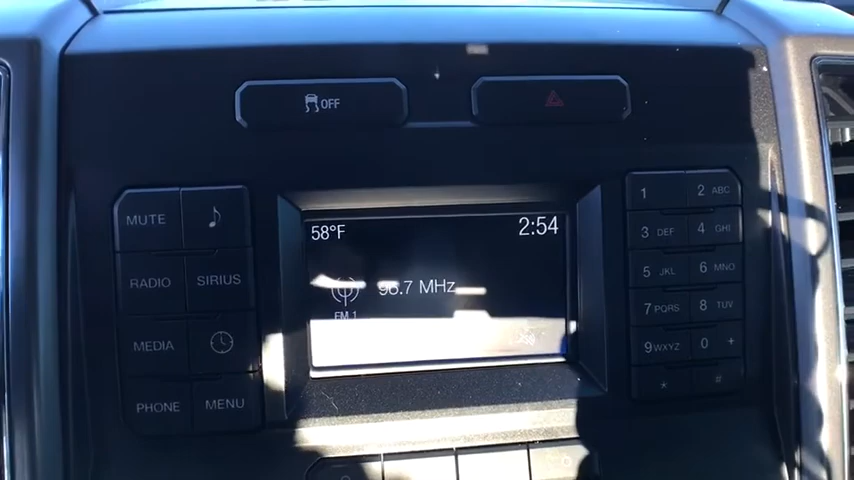 OFF
MUTE
RADIO SIRIUS
MEDIA
PHONE MENU
58°F 2:54
96.7 MHz
FM 1
1 2 ABC
3 DEF 4 GHI
5 JKL 6 MNO
7 PQRS 8 TUV
9 WXYZ 0 +
* #